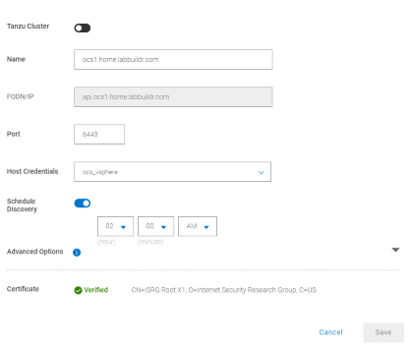 Tanzu Cluster
Name
ocs1.home.labbuildr.com
FQDN/IP
api-ocs1.home.labbuildr.com
Port
6443
Host Credentials
ocs_vsphere
Schedule
Discovery
02 00 AM
(hour) (minute)
Advanced Options
Certificate
Verified
CN=ISRG Root X1, O=Internet Security Research Group, C=US
Cancel Save